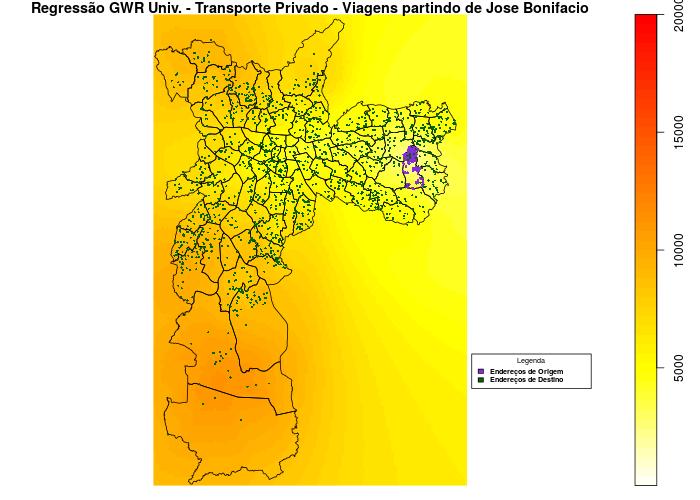 Regressão GWR Univ. - Transporte Privado - Viagens partindo de Jose Bonifacio
20000
15000
10000
5000
Legenda
Endereços de Origem
Endereços de Destino